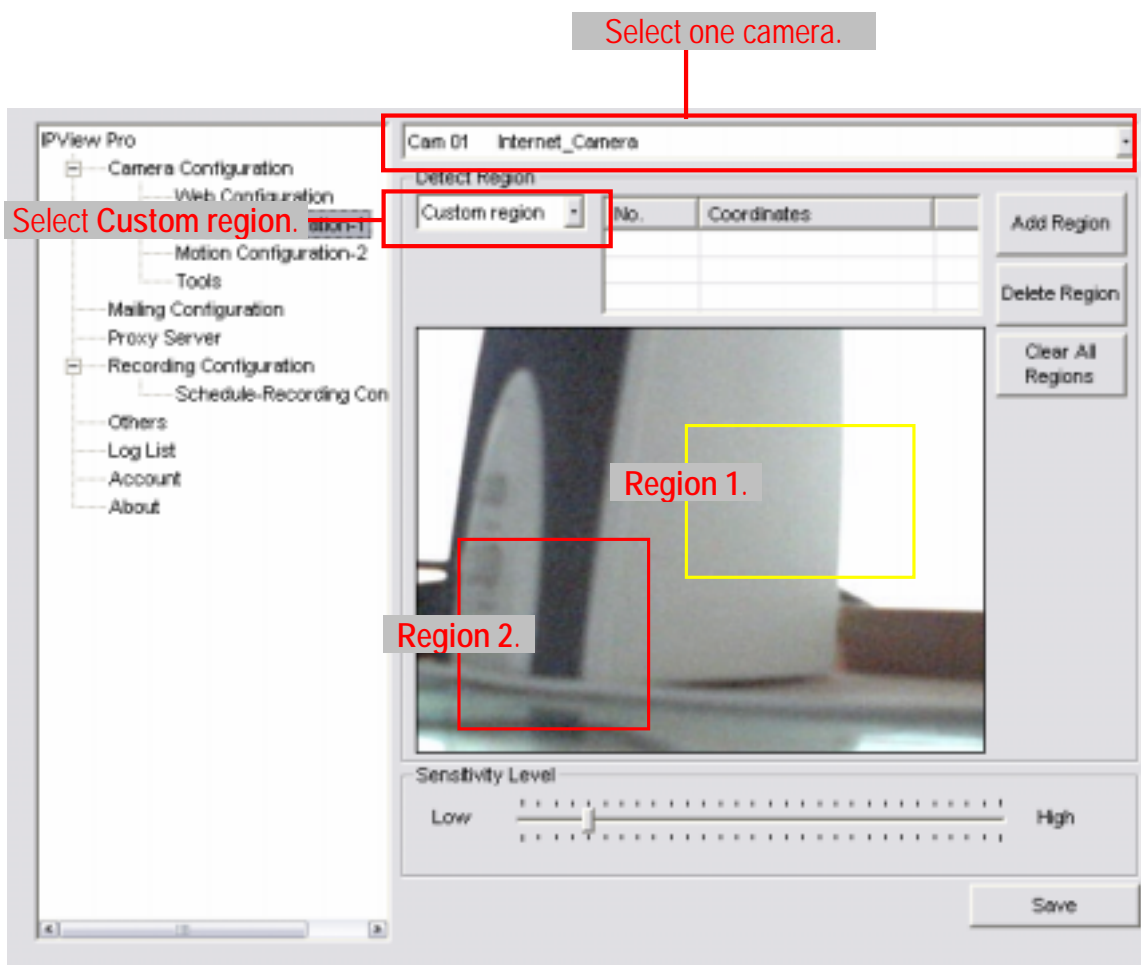 Select one camera.
IPView Pro
Camera Configuration
Web Configuration
Select Custom region.
ation-1
Motion Configuration-2
Tools
Mailing Configuration
Proxy Server
Recording Configuration
Schedule-Recording Con
Others
Log List
Account
About
Cam 01 Internet_Camera
Detect Region
Custom region
No. Coordinates
Add Region
Delete Region
Clear All
Regions
Region 1.
Region 2.
Sensitivity Level
Low
High
Save